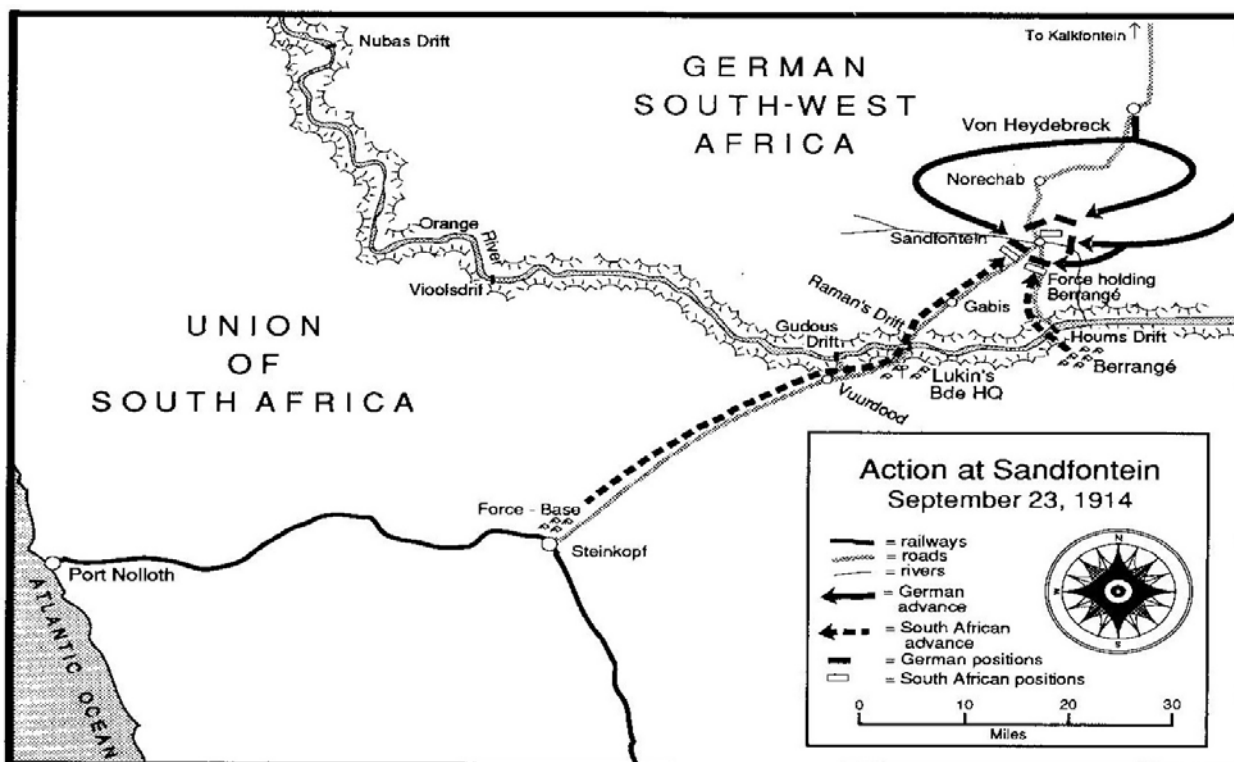 Nubas Drift
To Kalkfontein
GERMAN
SOUTH-WEST
AFRICA
Von Heydebreck
Norechab
Orange
River
Sandfontein
Vioolsdrif
Raman's Drift
Force holding
Berrangé
Gabis
UNION
OF
SOUTH AFRICA
Gudous
Drift
Houms Drift
Berrangé
Lukin's
Bde HQ
Vuurdood
Force - Base
Steinkopf
Port Nolloth
ATLANTIC OCEAN
Action at Sandfontein
September 23, 1914
= railways
= roads
= rivers
= German
advance
= South African
advance
= German positions
= South African positions
N
E
S
W
0 10 20 30
Miles